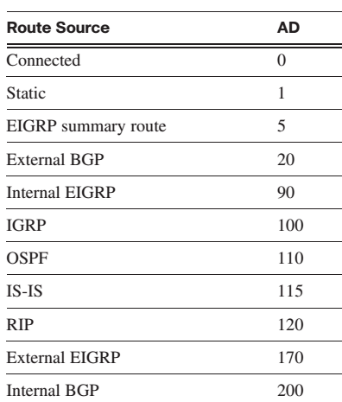 Route Source AD
Connected 0
Static 1
EIGRP summary route 5
External BGP 20
Internal EIGRP 90
IGRP 100
OSPF 110
IS-IS 115
RIP 120
External EIGRP 170
Internal BGP 200